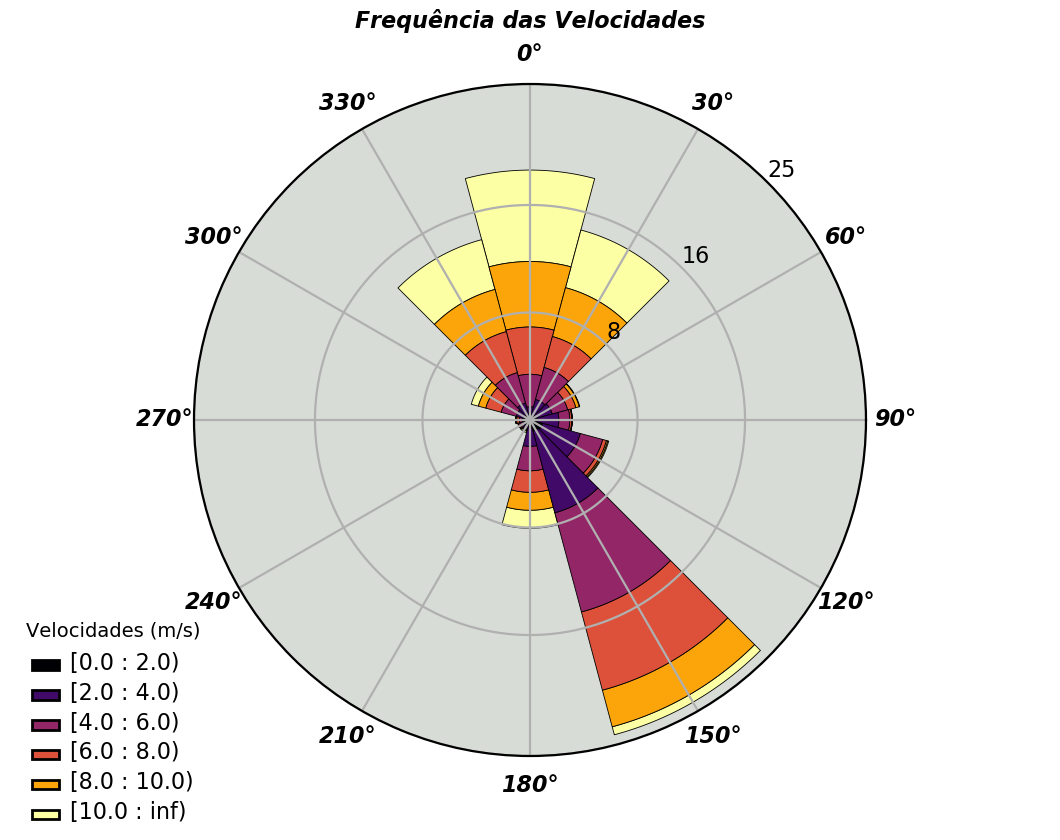 Frequência das Velocidades
0°
330°
30°
25
300°
60°
16
8
270°
90°
240°
120°
210°
150°
180°
Velocidades (m/s)
[0.0 : 2.0)
[2.0 : 4.0)
[4.0 : 6.0)
[6.0 : 8.0)
[8.0 : 10.0)
[10.0 : inf)